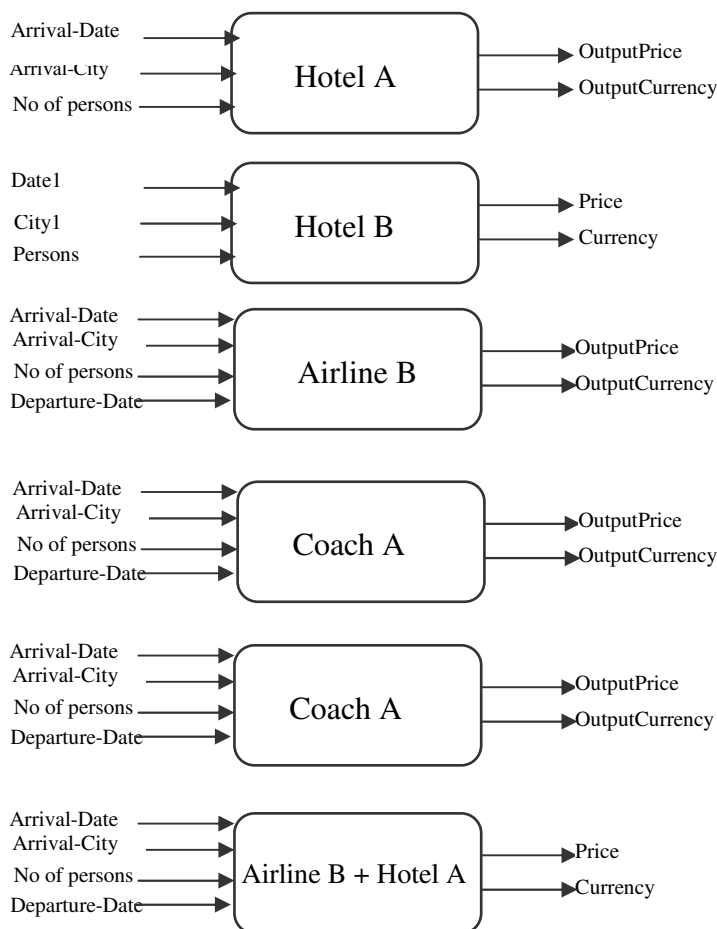 Arrival-Date
Arrival-City
No of persons
Hotel A
OutputPrice
OutputCurrency
Date1
City1
Persons
Hotel B
Price
Currency
Arrival-Date
Arrival-City
No of persons
Departure-Date
Airline B
OutputPrice
OutputCurrency
Arrival-Date
Arrival-City
No of persons
Departure-Date
Coach A
OutputPrice
OutputCurrency
Arrival-Date
Arrival-City
No of persons
Departure-Date
Coach A
OutputPrice
OutputCurrency
Arrival-Date
Arrival-City
No of persons
Departure-Date
Airline B + Hotel A
Price
Currency